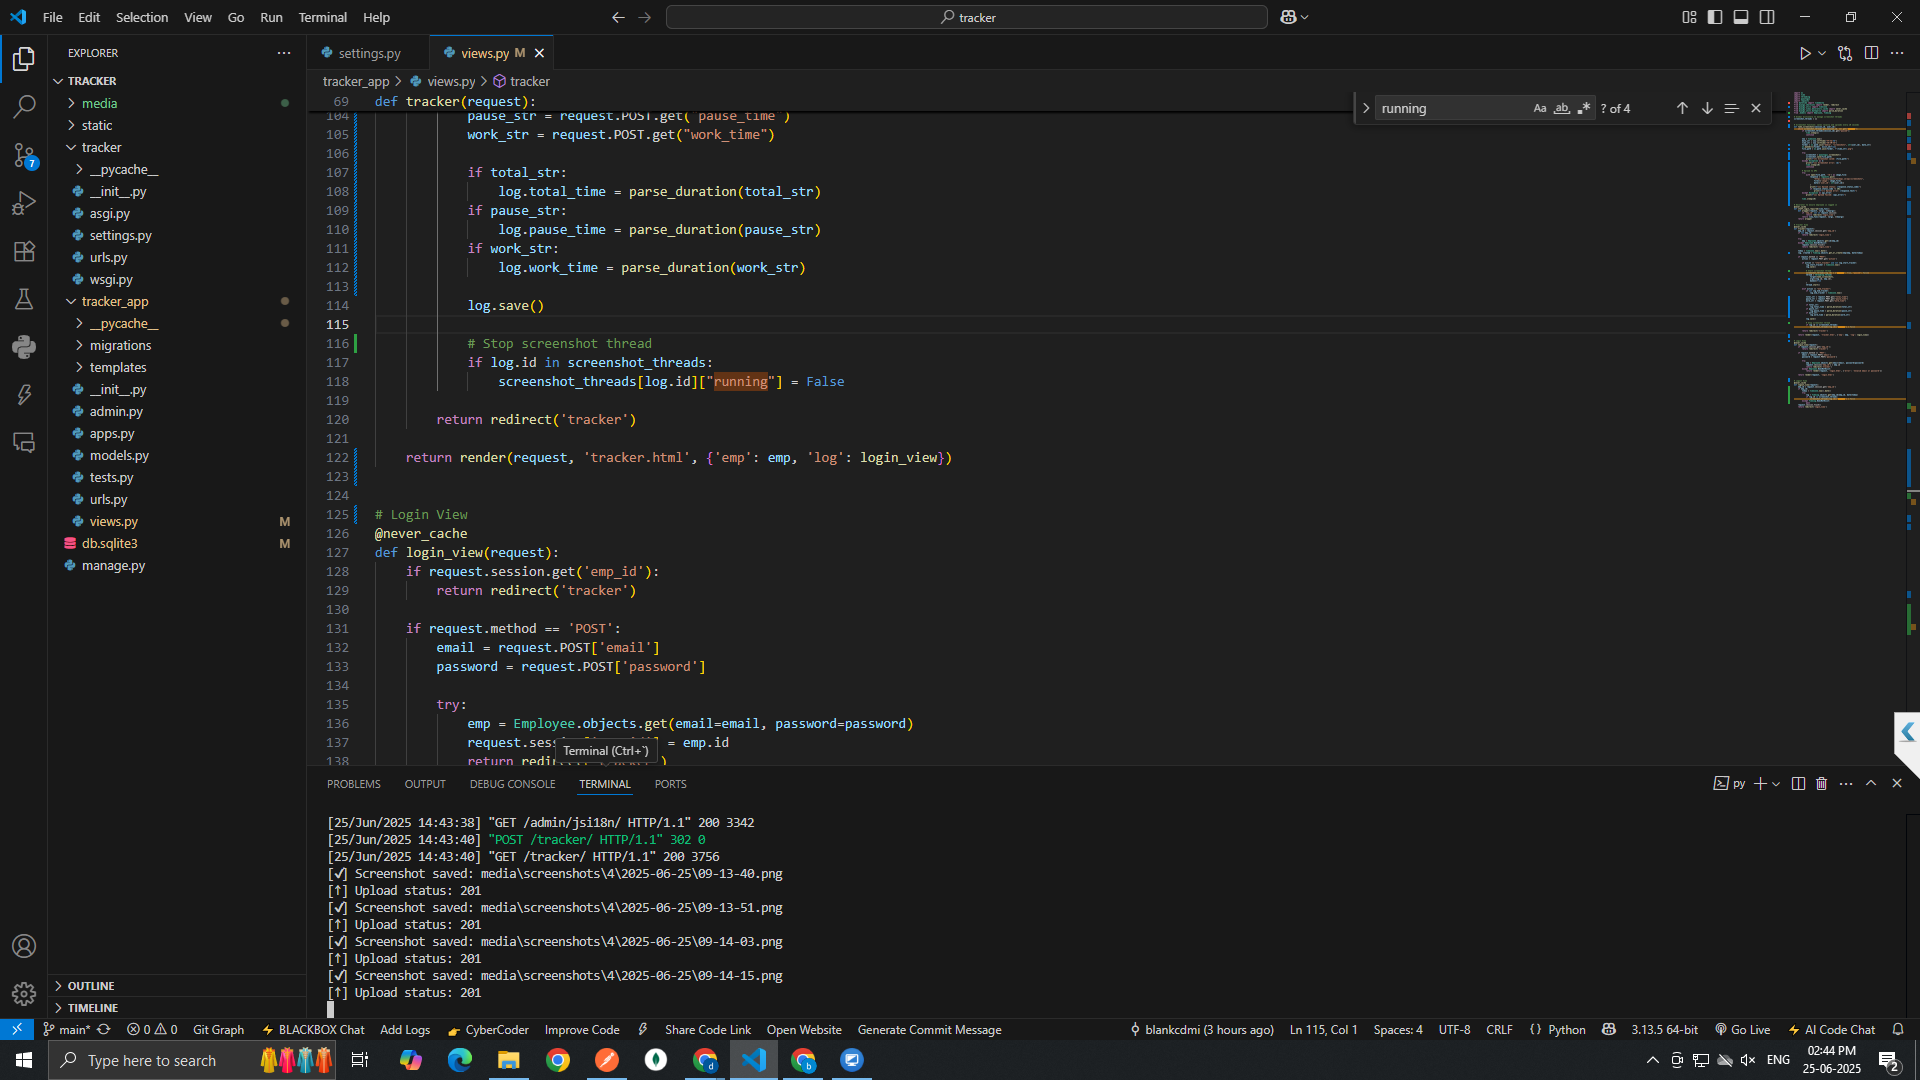 File Edit Selection View Go Run Terminal Help
tracker
EXPLORER
TRACKER
media
static
tracker
__pycache__
__init__.py
asgi.py
settings.py
urls.py
wsgi.py
tracker_app
__pycache__
migrations
templates
__init__.py
admin.py
apps.py
models.py
tests.py
urls.py
views.py M
db.sqlite3 M
manage.py
OUTLINE
TIMELINE
7
settings.py
views.py M
tracker_app > views.py > tracker
running
Aa ab ? of 4
69 def tracker(request):
104 pause_str = request.POST.get("pause_time")
105 work_str = request.POST.get("work_time")
106
107 if total_str:
108 log.total_time = parse_duration(total_str)
109 if pause_str:
110 log.pause_time = parse_duration(pause_str)
111 if work_str:
112 log.work_time = parse_duration(work_str)
113
114 log.save()
115
116 # Stop screenshot thread
117 if log.id in screenshot_threads:
118 screenshot_threads[log.id]["running"] = False
119
120 return redirect('tracker')
121
122 return render(request, 'tracker.html', {'emp': emp, 'log': login_view})
123
124
125 # Login View
126 @never_cache
127 def login_view(request):
128 if request.session.get('emp_id'):
129 return redirect('tracker')
130
131 if request.method == 'POST':
132 email = request.POST['email']
133 password = request.POST['password']
134
135 try:
136 emp = Employee.objects.get(email=email, password=password)
137 request.sess = emp.id
138 return redir
Terminal (Ctrl+`)
PROBLEMS OUTPUT DEBUG CONSOLE TERMINAL PORTS
py
[25/Jun/2025 14:43:38] "GET /admin/jsi18n/ HTTP/1.1" 200 3342
[25/Jun/2025 14:43:40] "POST /tracker/ HTTP/1.1" 302 0
[25/Jun/2025 14:43:40] "GET /tracker/ HTTP/1.1" 200 3756
[✓] Screenshot saved: media\screenshots\4\2025-06-25\09-13-40.png
[↑] Upload status: 201
[✓] Screenshot saved: media\screenshots\4\2025-06-25\09-13-51.png
[↑] Upload status: 201
[✓] Screenshot saved: media\screenshots\4\2025-06-25\09-14-03.png
[↑] Upload status: 201
[✓] Screenshot saved: media\screenshots\4\2025-06-25\09-14-15.png
[↑] Upload status: 201
main* 0 0 Git Graph BLACKBOX Chat Add Logs CyberCoder Improve Code Share Code Link Open Website Generate Commit Message blankcdmi (3 hours ago) Ln 115, Col 1 Spaces: 4 UTF-8 CRLF {} Python 3.13.5 64-bit Go Live AI Code Chat
Type here to search
d
b
ENG
02:44 PM
25-06-2025
2